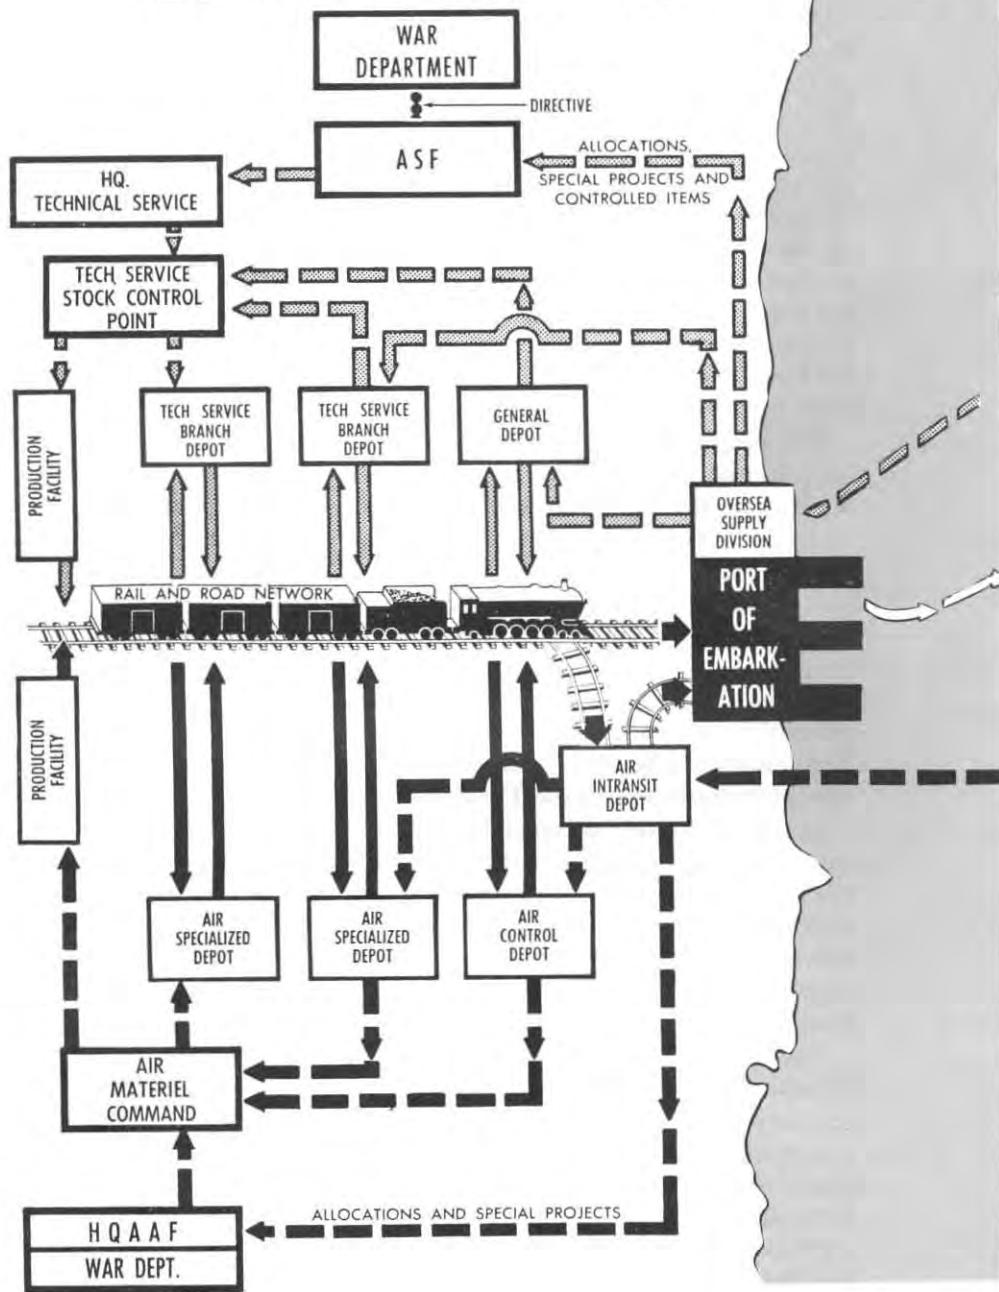 WAR
DEPARTMENT
DIRECTIVE
ASF
ALLOCATIONS,
SPECIAL PROJECTS AND
CONTROLLED ITEMS
HQ.
TECHNICAL SERVICE
TECH SERVICE
STOCK CONTROL
POINT
PRODUCTION
FACILITY
TECH SERVICE
BRANCH
DEPOT
TECH SERVICE
BRANCH
DEPOT
GENERAL
DEPOT
OVERSEA
SUPPLY
DIVISION
PORT
OF
EMBARK-
ATION
RAIL AND ROAD NETWORK
PRODUCTION
FACILITY
AIR
INTRANSIT
DEPOT
AIR
SPECIALIZED
DEPOT
AIR
SPECIALIZED
DEPOT
AIR
CONTROL
DEPOT
AIR
MATERIEL
COMMAND
ALLOCATIONS AND SPECIAL PROJECTS
HQAAF
WAR DEPT.